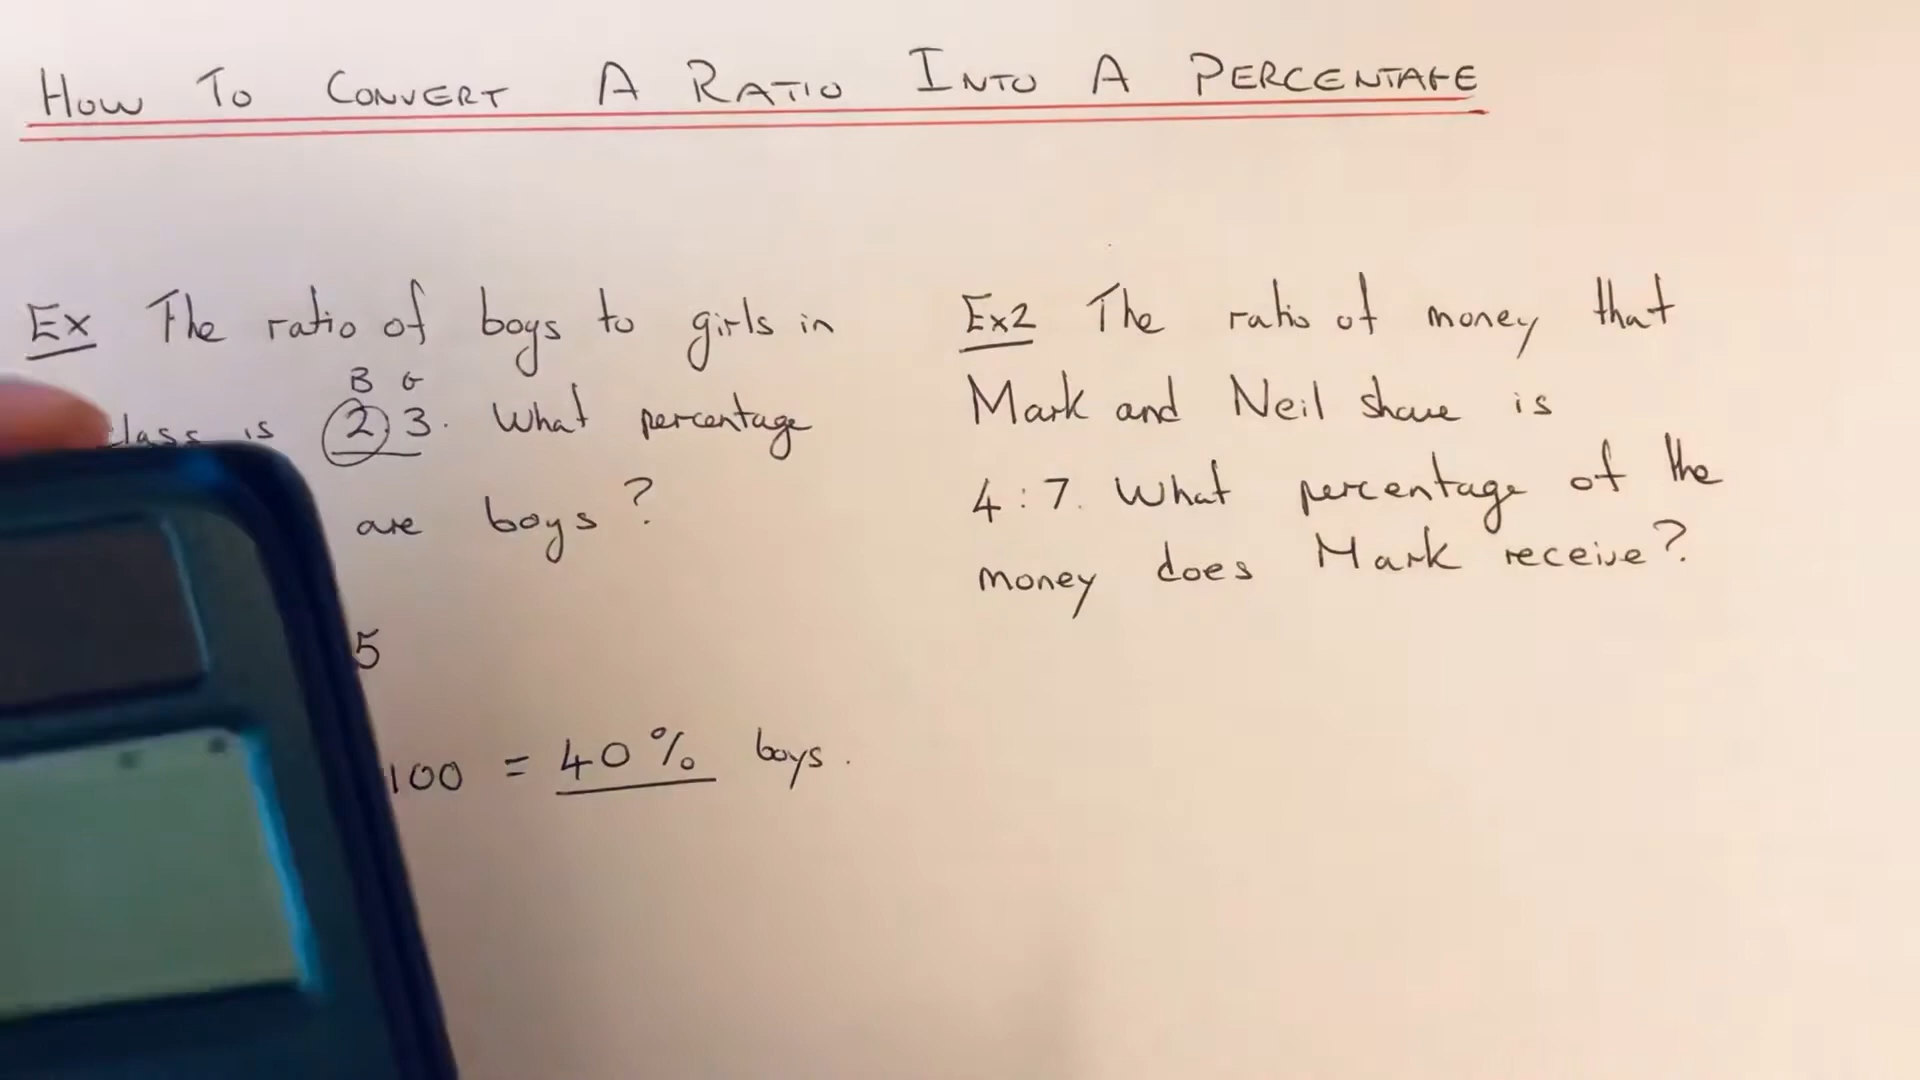 HOW TO CONVERT A RATIO INTO A PERCENTAGE
Ex The ratio of boys to girls in
B G
class is 2:3. What percentage
are boys?
5
100 = 40% boys.
Ex2 The ratio of money that
Mark and Neil share is
4:7. What percentage of the
money does Mark receive?